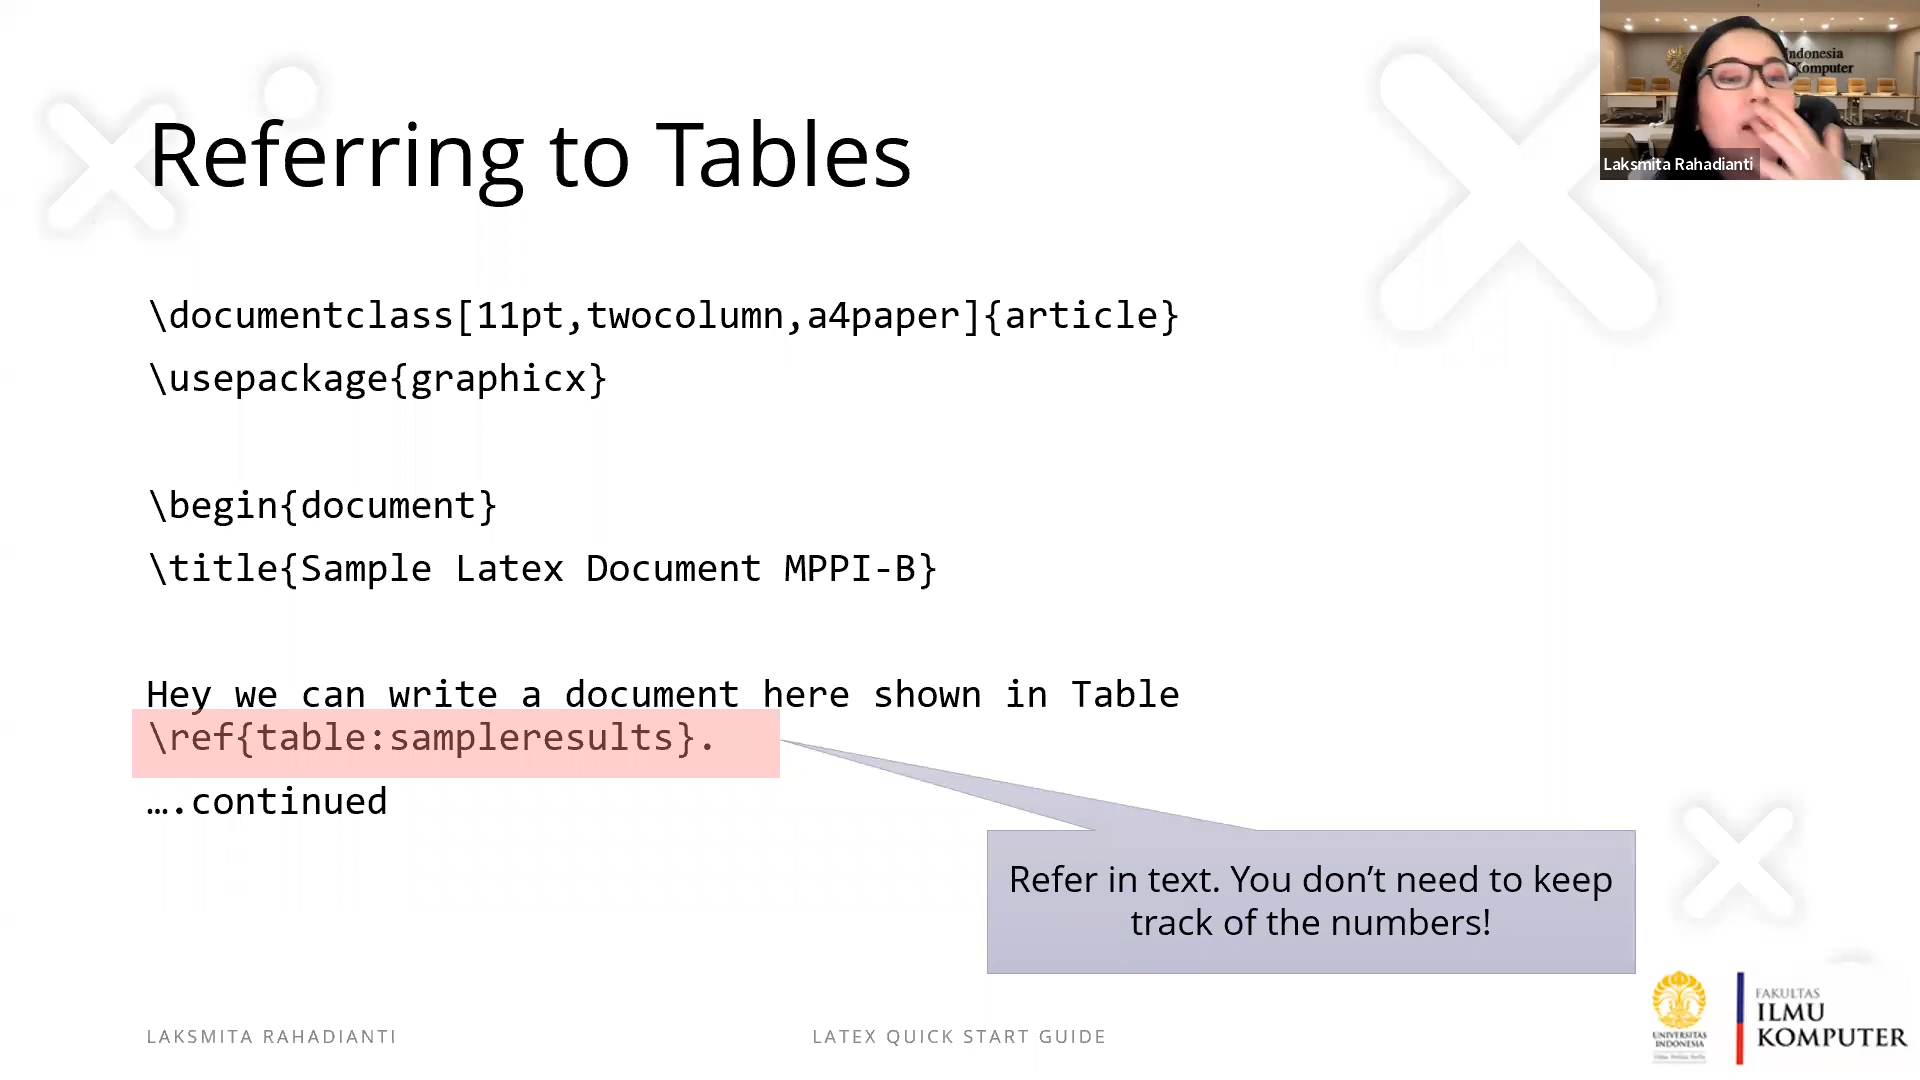 Referring to Tables
ndonesia
Komputer
Laksmita Rahadianti
\documentclass[11pt,twocolumn,a4paper]{article}
\usepackage{graphicx}
\begin{document}
\title{Sample Latex Document MPPI-B}
Hey we can write a document here shown in Table
\ref{table:sampleresults}.
….continued
Refer in text. You don’t need to keep
track of the numbers!
LAKSMITA RAHADIANTI
LATEX QUICK START GUIDE
UNIVERSITAS
INDONESIA
FAKULTAS
ILMU
KOMPUTER